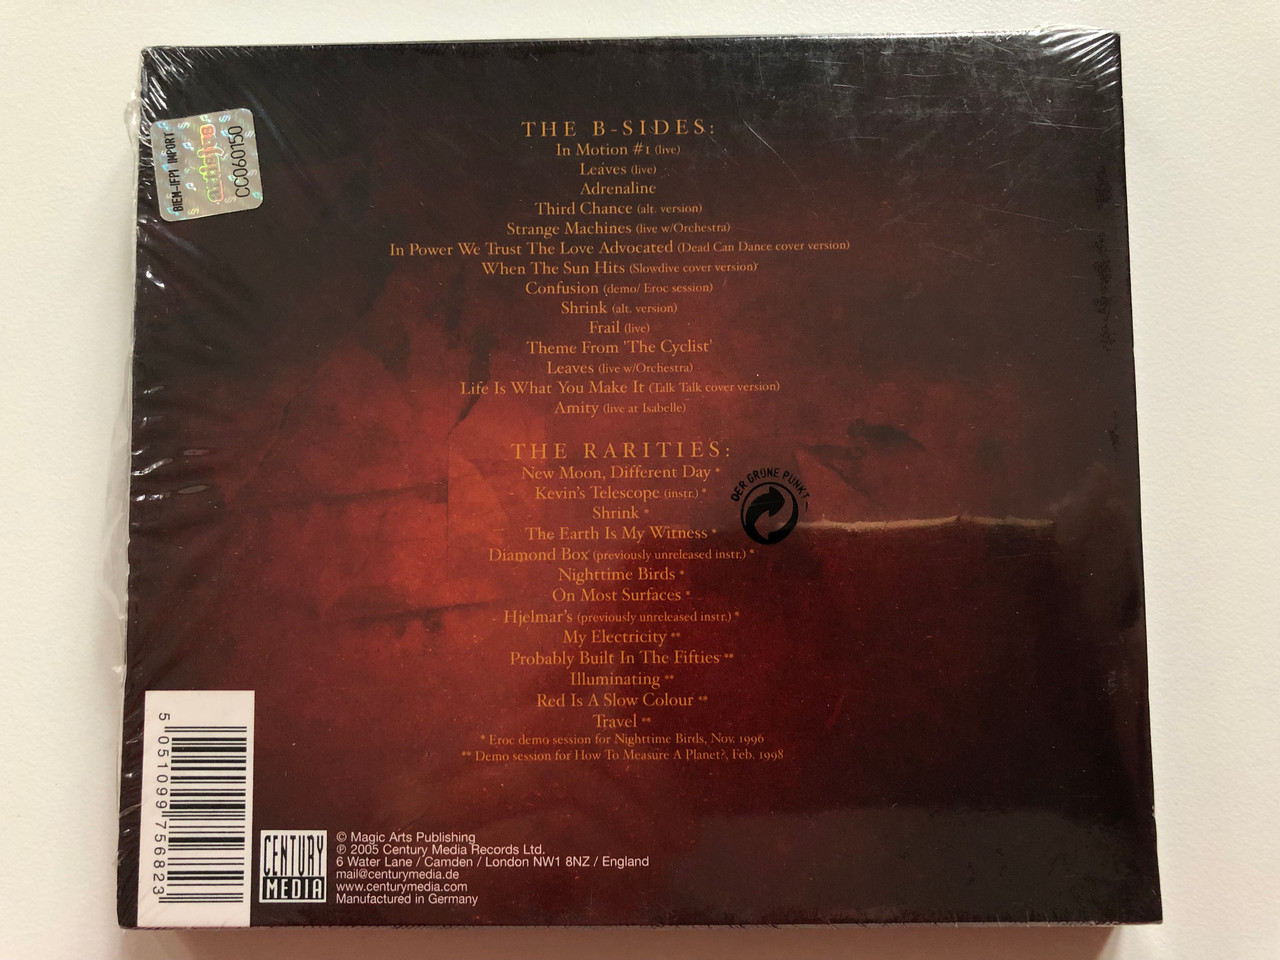 BIEM-IFPI IMPORT
artisjus
CC060150
THE B-SIDES:
In Motion #1 (live)
Leaves (live)
Adrenaline
Third Chance (alt. version)
Strange Machines (live w/Orchestra)
In Power We Trust The Love Advocated (Dead Can Dance cover version)
When The Sun Hits (Slowdive cover version)
Confusion (demo/ Eroc session)
Shrink (alt. version)
Frail (live)
Theme From 'The Cyclist'
Leaves (live w/Orchestra)
Life Is What You Make It (Talk Talk cover version)
Amity (live at Isabelle)
THE RARITIES:
New Moon, Different Day *
Kevin's Telescope (instr.) *
Shrink *
The Earth Is My Witness *
Diamond Box (previously unreleased instr.) *
Nighttime Birds *
On Most Surfaces *
Hjelmar's (previously unreleased instr.) *
My Electricity **
Probably Built In The Fifties **
Illuminating **
Red Is A Slow Colour **
Travel **
* Eroc demo session for Nighttime Birds, Nov. 1996
** Demo session for How To Measure A Planet?, Feb. 1998
DER GRÜNE PUNKT
5 051099 756823
CENTURY MEDIA
© Magic Arts Publishing
℗ 2005 Century Media Records Ltd.
6 Water Lane / Camden / London NW1 8NZ / England
mail@centurymedia.de
www.centurymedia.com
Manufactured in Germany